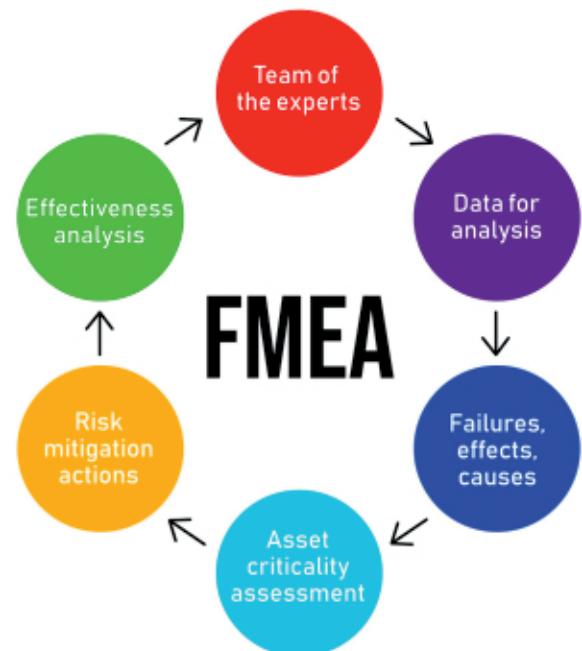 Team of
the experts
Data for
analysis
Failures,
effects,
causes
Asset
criticality
assessment
Risk
mitigation
actions
Effectiveness
analysis
FMEA